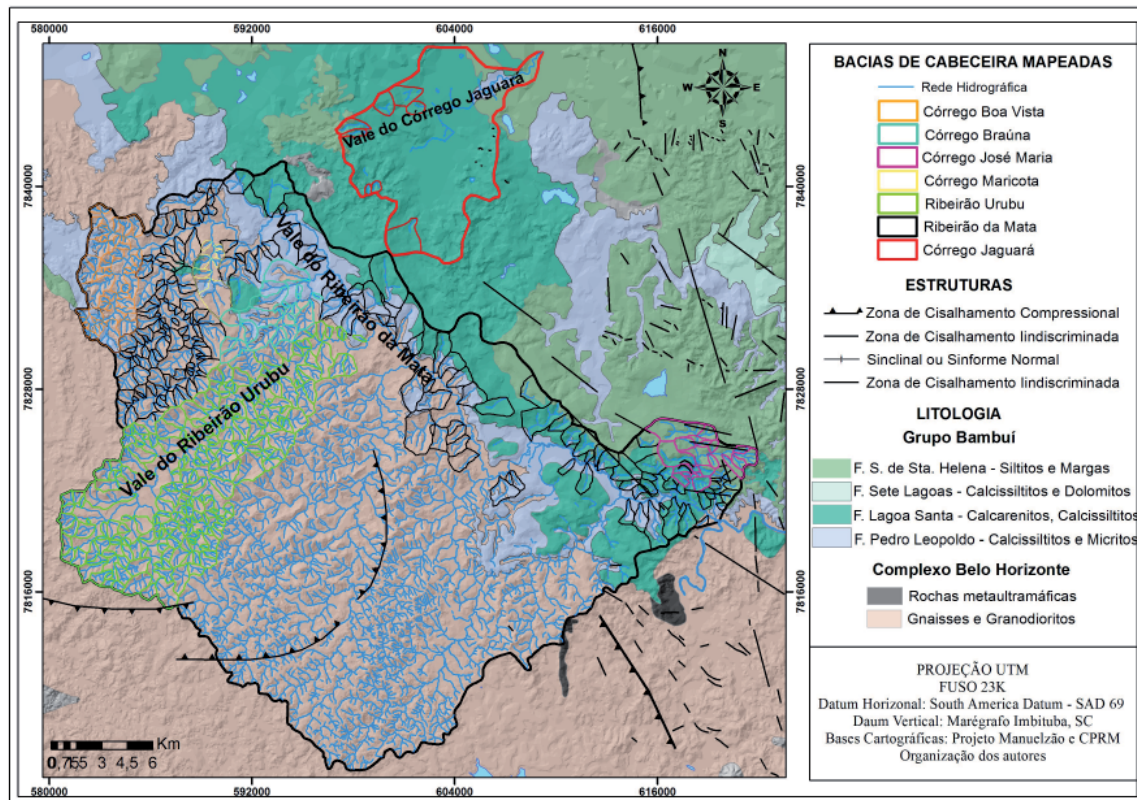 580000
592000
604000
616000
7840000
7828000
7816000
7840000
7828000
7816000
580000
592000
604000
616000
N
W
E
S
Vale do Córrego Jaguará
Vale do Ribeirão da Mata
Vale do Ribeirão Urubu
0,75
1,5
3
4,5
6
Km
BACIAS DE CABECEIRA MAPEADAS
Rede Hidrográfica
Córrego Boa Vista
Córrego Braúna
Córrego José Maria
Córrego Maricota
Ribeirão Urubu
Ribeirão da Mata
Córrego Jaguará
ESTRUTURAS
Zona de Cisalhamento Compressional
Zona de Cisalhamento Iindiscriminada
Sinclinal ou Sinforme Normal
Zona de Cisalhamento Iindiscriminada
LITOLOGIA
Grupo Bambuí
F. S. de Sta. Helena - Siltitos e Margas
F. Sete Lagoas - Calcissiltitos e Dolomitos
F. Lagoa Santa - Calcarenitos, Calcissiltitos
F. Pedro Leopoldo - Calcissiltitos e Micritos
Complexo Belo Horizonte
Rochas metaultramáficas
Gnaisses e Granodioritos
PROJEÇÃO UTM
FUSO 23K
Datum Horizonal: South America Datum - SAD 69
Daum Vertical: Marégrafo Imbituba, SC
Bases Cartográficas: Projeto Manuelzão e CPRM
Organização dos autores